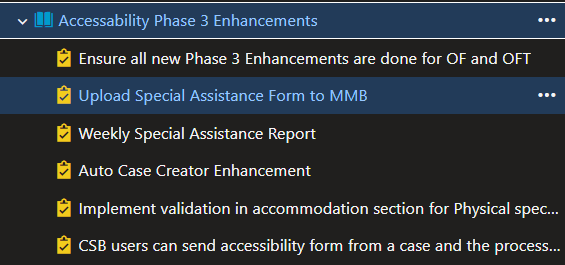 Accessability Phase 3 Enhancements
Ensure all new Phase 3 Enhancements are done for OF and OFT
Upload Special Assistance Form to MMB
Weekly Special Assistance Report
Auto Case Creator Enhancement
Implement validation in accommodation section for Physical spec...
CSB users can send accessibility form from a case and the process...